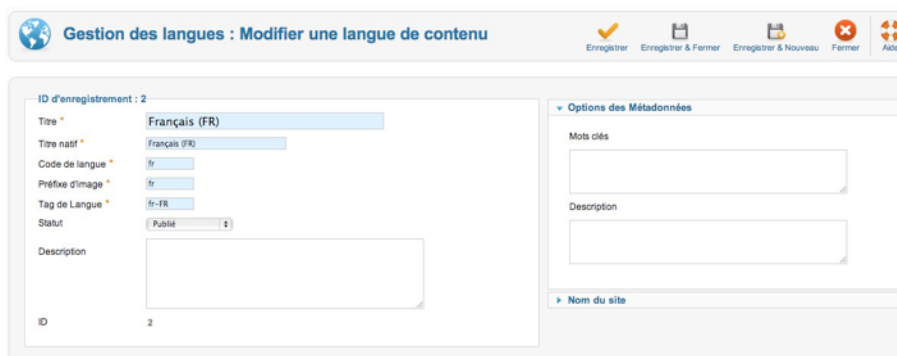 Gestion des langues : Modifier une langue de contenu
Enregistrer
Enregistrer & Fermer
Enregistrer & Nouveau
Fermer
Aide
ID d'enregistrement : 2
Titre *
Français (FR)
Titre natif *
Français (FR)
Code de langue *
fr
Préfixe d'image *
fr
Tag de Langue *
fr-FR
Statut
Publié
Description
ID
2
Options des Métadonnées
Mots clés
Description
Nom du site